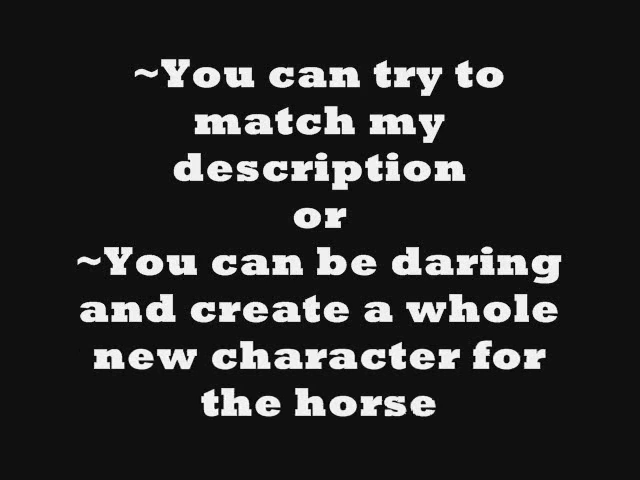 ~You can try to
match my
description
or
~You can be daring
and create a whole
new character for
the horse